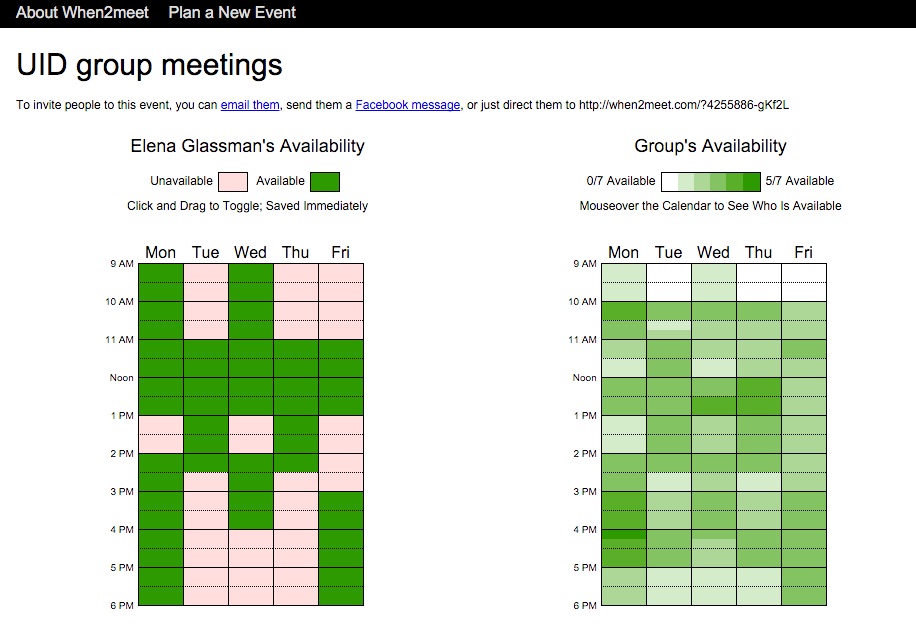 About When2meet Plan a New Event
UID group meetings
To invite people to this event, you can email them, send them a Facebook message, or just direct them to http://when2meet.com/?4255886-gKf2L
Elena Glassman's Availability
Unavailable Available
Click and Drag to Toggle; Saved Immediately
Mon Tue Wed Thu Fri
9 AM
10 AM
11 AM
Noon
1 PM
2 PM
3 PM
4 PM
5 PM
6 PM
Group's Availability
0/7 Available 5/7 Available
Mouseover the Calendar to See Who Is Available
Mon Tue Wed Thu Fri
9 AM
10 AM
11 AM
Noon
1 PM
2 PM
3 PM
4 PM
5 PM
6 PM